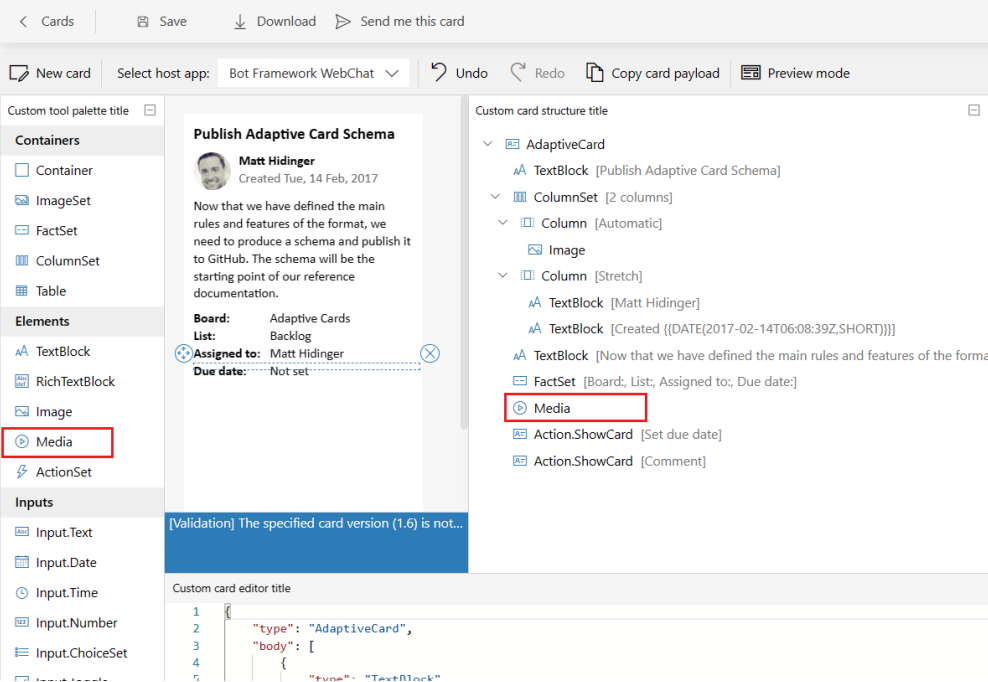 Cards
Save
Download
Send me this card
New card
Select host app:
Bot Framework WebChat
Undo
Redo
Copy card payload
Preview mode
Custom tool palette title
Containers
Container
ImageSet
FactSet
ColumnSet
Table
Elements
TextBlock
RichTextBlock
Image
Media
ActionSet
Inputs
Input.Text
Input.Date
Input.Time
Input.Number
Input.ChoiceSet
Publish Adaptive Card Schema
Matt Hidinger
Created Tue, 14 Feb, 2017
Now that we have defined the main
rules and features of the format, we
need to produce a schema and publish it
to GitHub. The schema will be the
starting point of our reference
documentation.
Board: Adaptive Cards
List: Backlog
Assigned to: Matt Hidinger
Due date: Not set
[Validation] The specified card version (1.6) is not...
Custom card structure title
AdaptiveCard
TextBlock [Publish Adaptive Card Schema]
ColumnSet [2 columns]
Column [Automatic]
Image
Column [Stretch]
TextBlock [Matt Hidinger]
TextBlock [Created {{DATE(2017-02-14T06:08:39Z,SHORT)}}]
TextBlock [Now that we have defined the main rules and features of the forma
FactSet [Board:, List:, Assigned to:, Due date:]
Media
Action.ShowCard [Set due date]
Action.ShowCard [Comment]
Custom card editor title
1 {
2 "type": "AdaptiveCard",
3 "body": [
4 {
5 "type": "TextBlock"